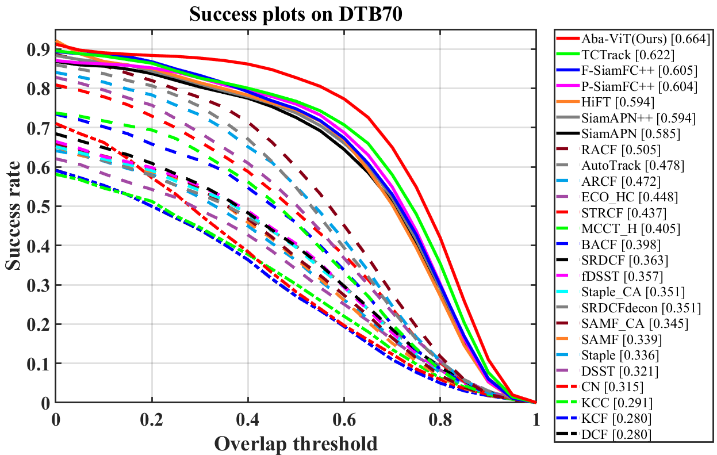 Success plots on DTB70
Success rate
0.9
0.8
0.7
0.6
0.5
0.4
0.3
0.2
0.1
0
0
0.2
0.4
0.6
0.8
1
Overlap threshold
Aba-ViT(Ours) [0.664]
TCTrack [0.622]
F-SiamFC++ [0.605]
P-SiamFC++ [0.604]
HiFT [0.594]
SiamAPN++ [0.594]
SiamAPN [0.585]
RACF [0.505]
AutoTrack [0.478]
ARCF [0.472]
ECO_HC [0.448]
STRCF [0.437]
MCCT_H [0.405]
BACF [0.398]
SRDCF [0.363]
fDSST [0.357]
Staple_CA [0.351]
SRDCFdecon [0.351]
SAMF_CA [0.345]
SAMF [0.339]
Staple [0.336]
DSST [0.321]
CN [0.315]
KCC [0.291]
KCF [0.280]
DCF [0.280]